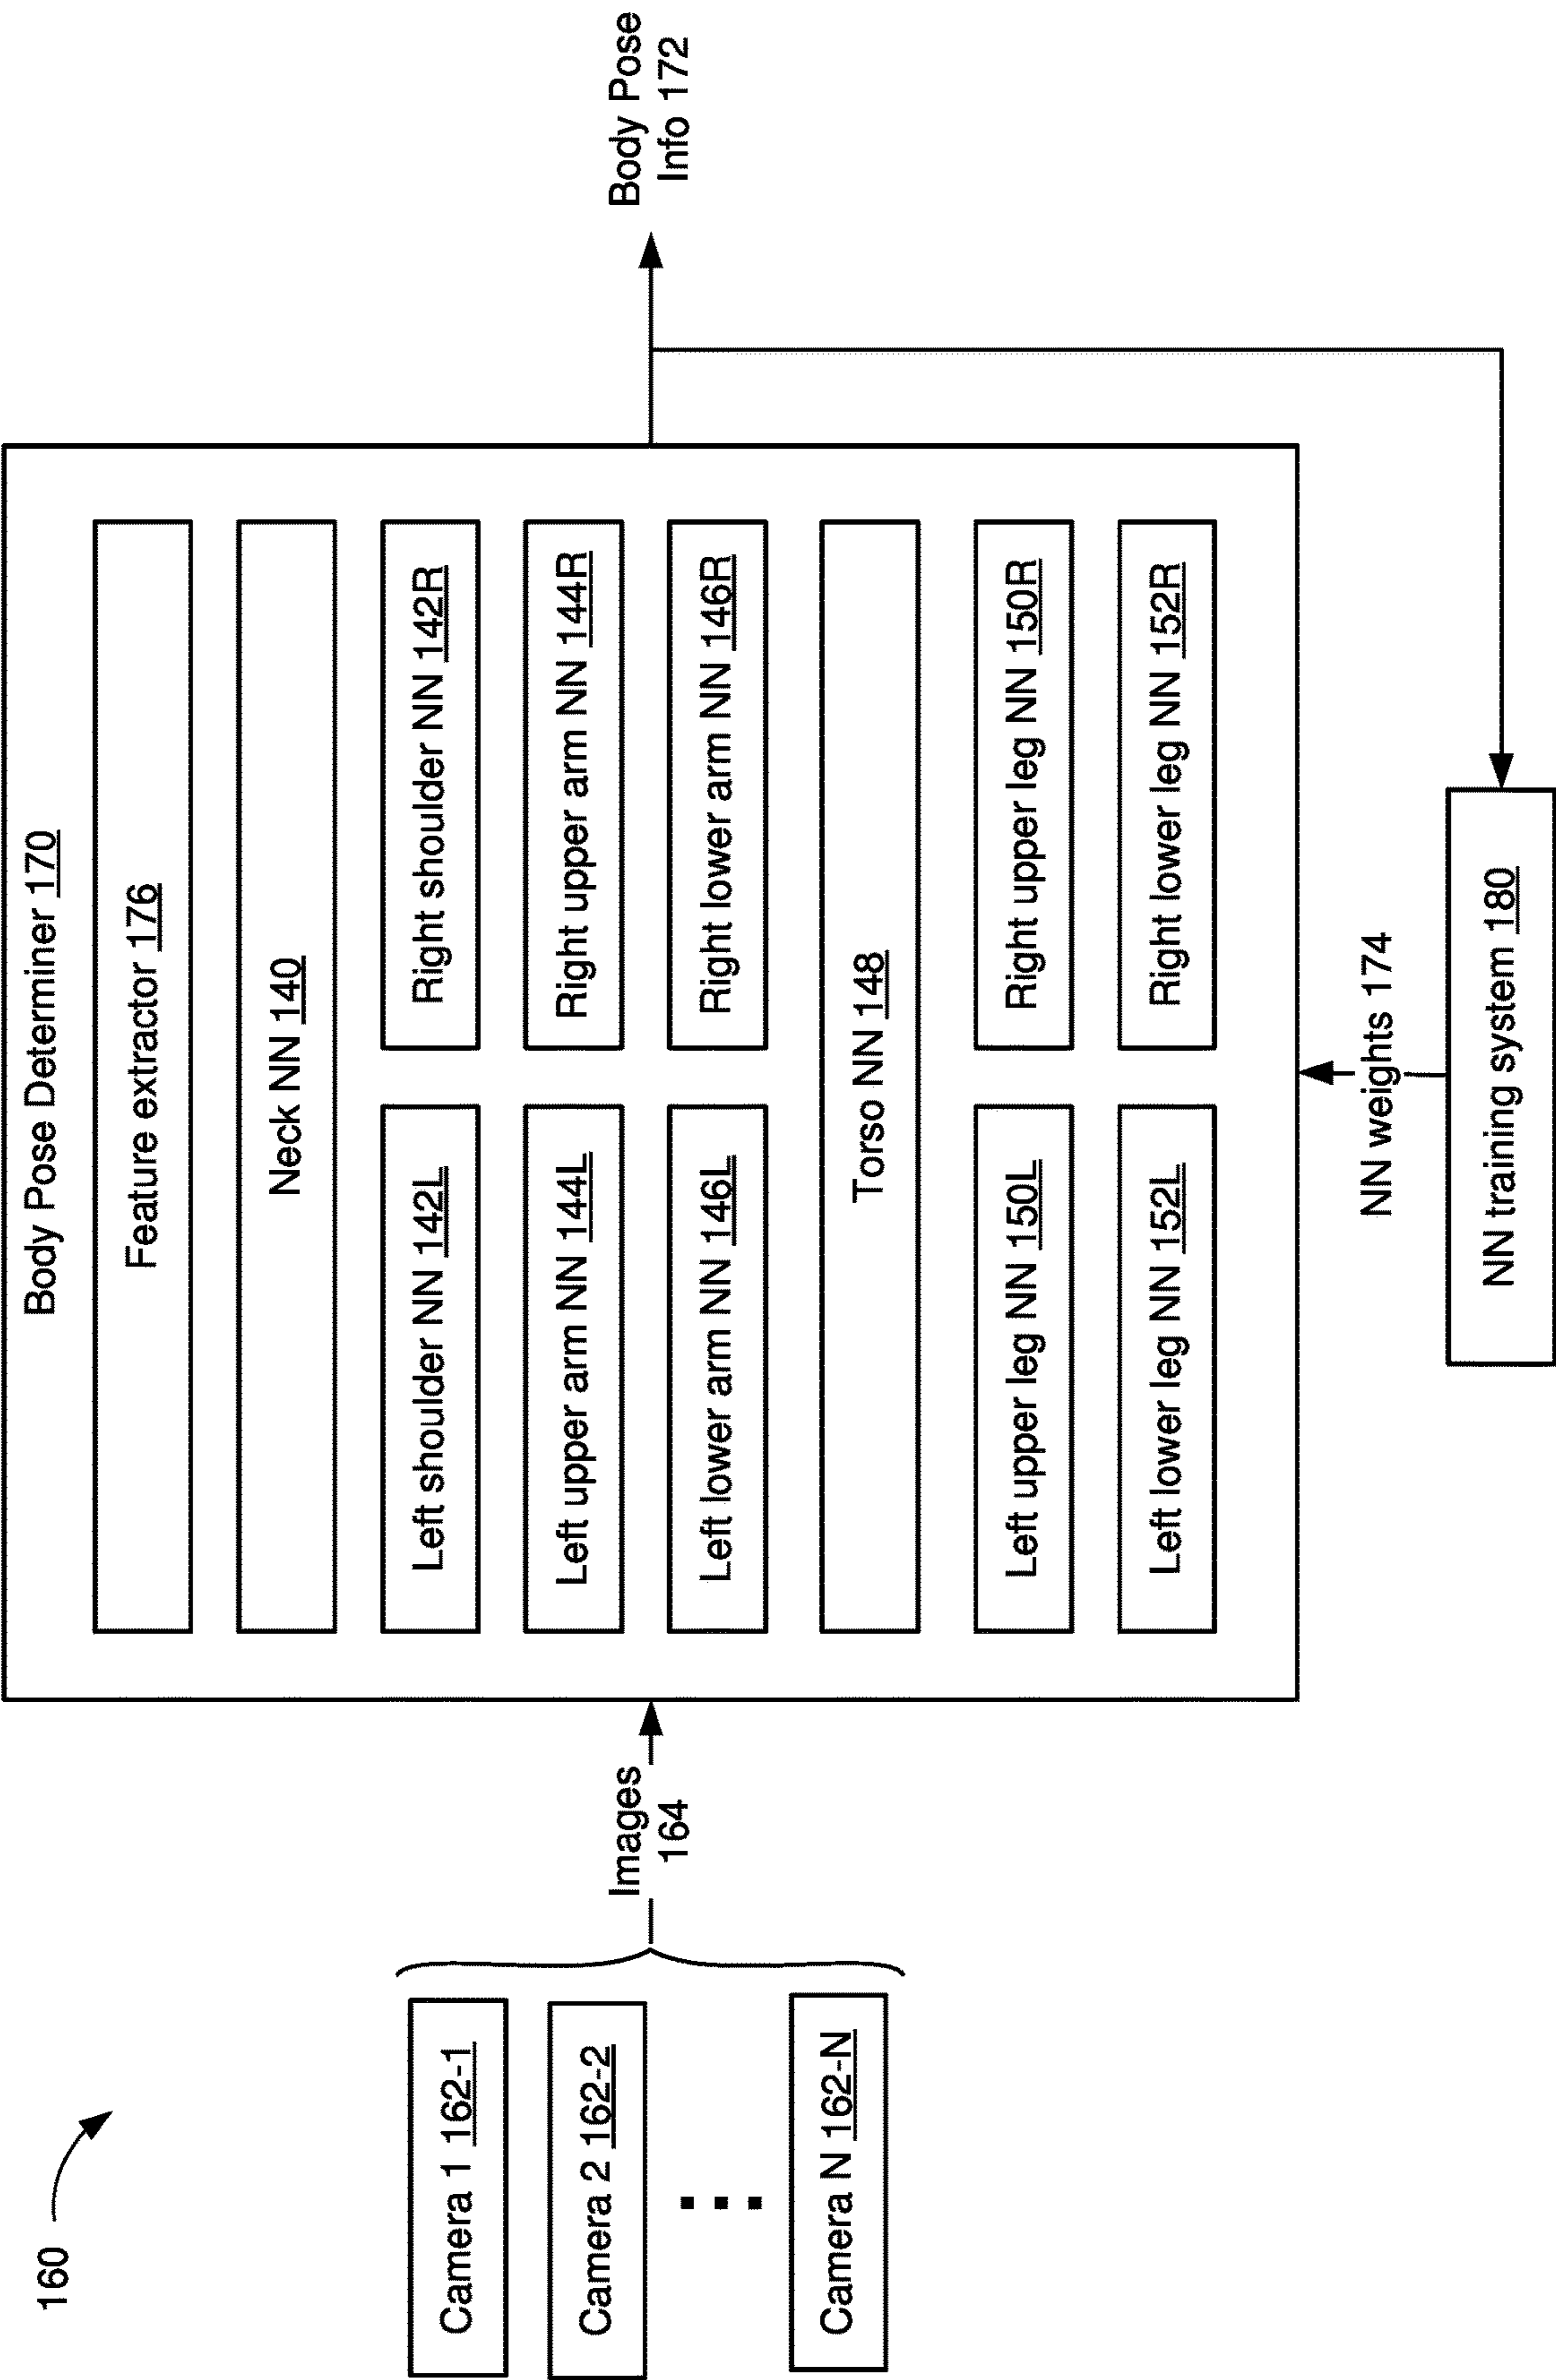 160
Camera 1 162-1
Camera 2 162-2
Camera N 162-N
Images
164
Body Pose Determiner 170
Feature extractor 176
Neck NN 140
Left shoulder NN 142L
Right shoulder NN 142R
Left upper arm NN 144L
Right upper arm NN 144R
Left lower arm NN 146L
Right lower arm NN 146R
Torso NN 148
Left upper leg NN 150L
Right upper leg NN 150R
Left lower leg NN 152L
Right lower leg NN 152R
NN weights 174
NN training system 180
Body Pose
Info 172